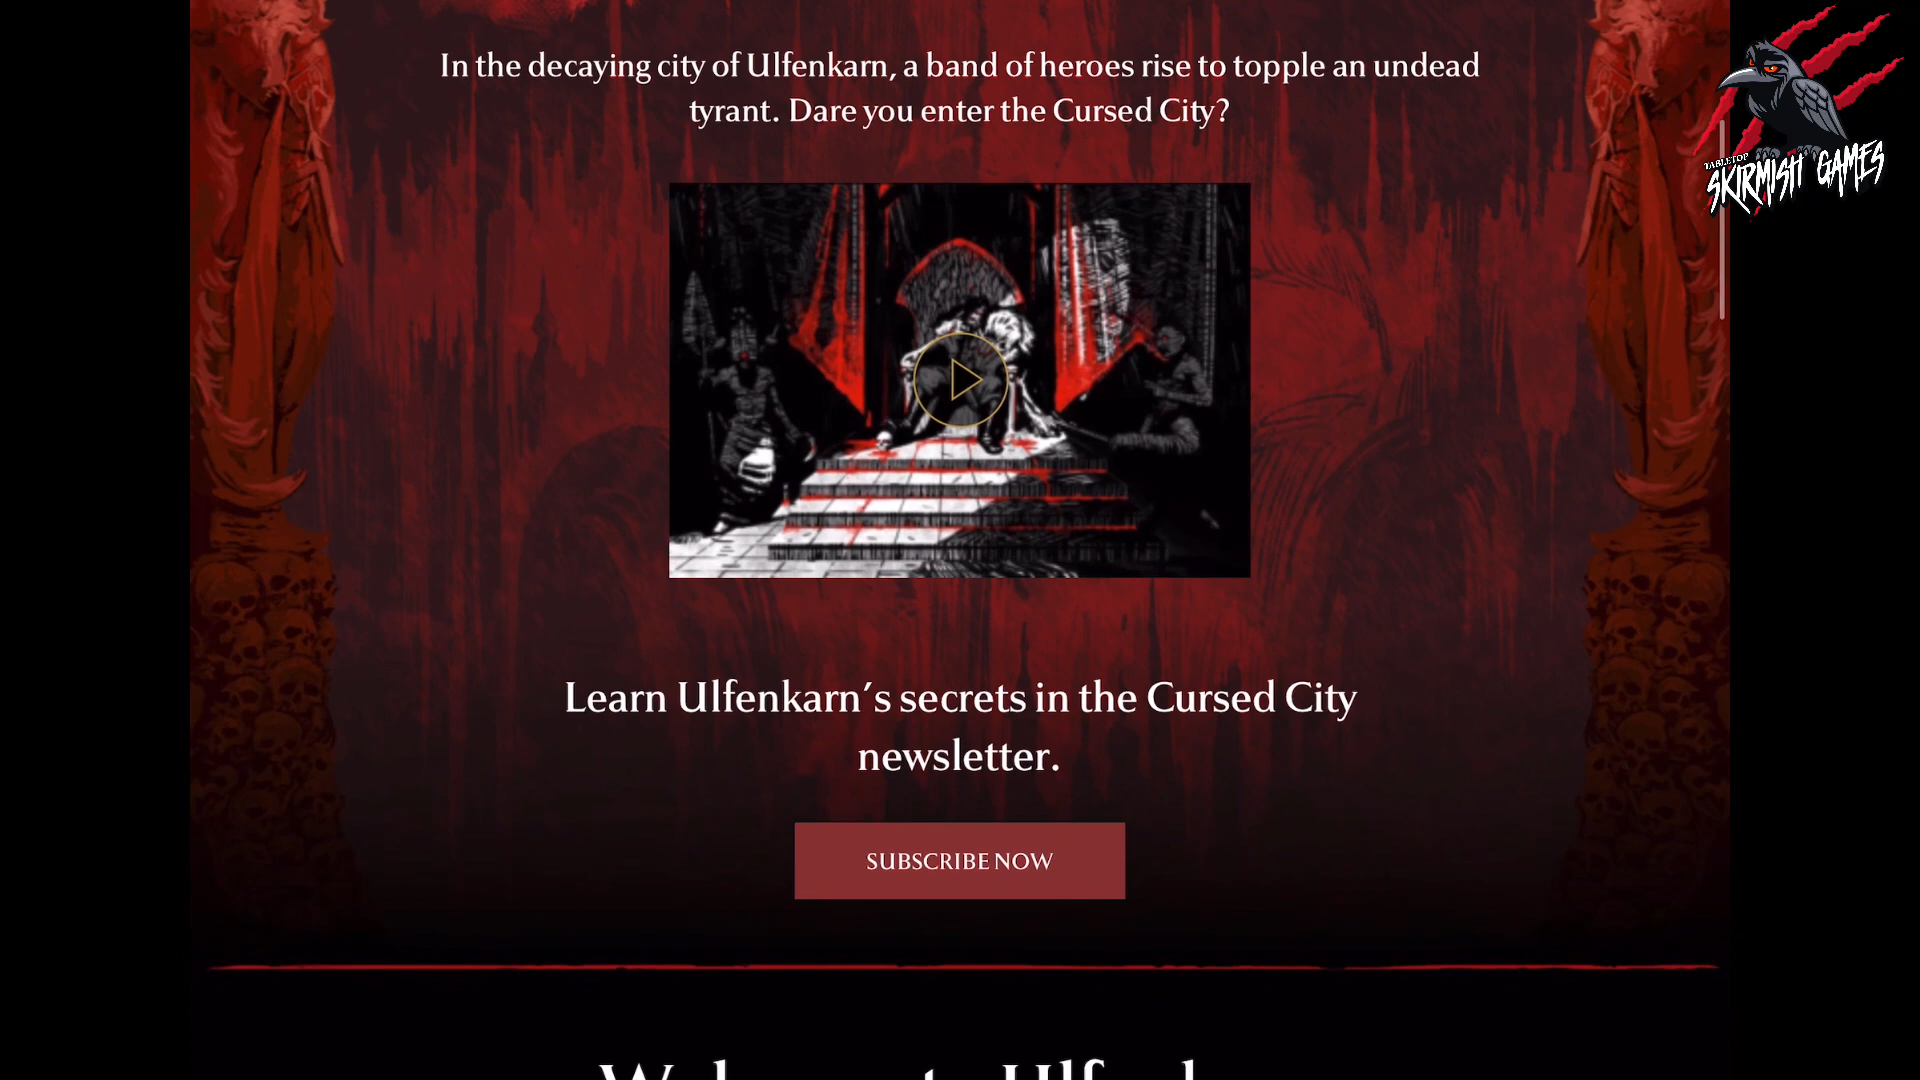 In the decaying city of Ulfenkarn, a band of heroes rise to topple an undead
tyrant. Dare you enter the Cursed City?
TABLETOP
SKIRMISH GAMES
Learn Ulfenkarn’s secrets in the Cursed City
newsletter.
SUBSCRIBE NOW